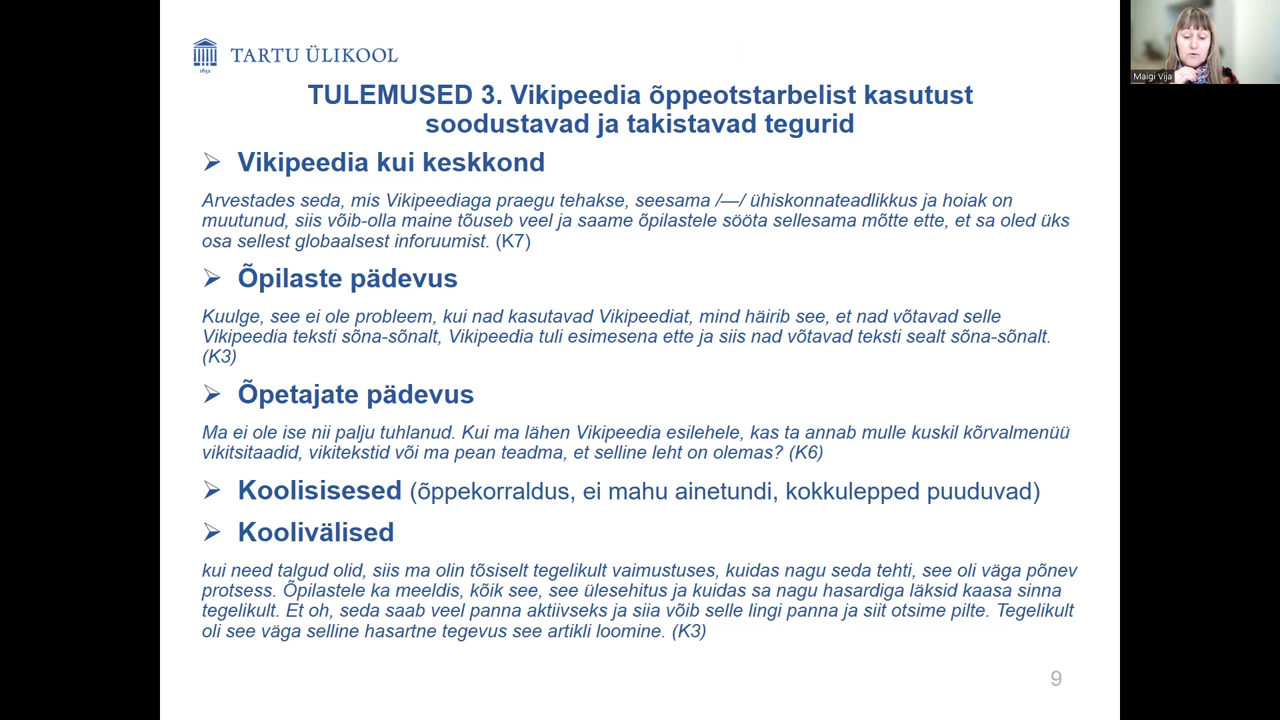 TARTU ÜLIKOOL
1632
Maigi Vija
TULEMUSED 3. Vikipeedia õppeotstarbelist kasutust
soodustavad ja takistavad tegurid
➢ Vikipeedia kui keskkond
Arvestades seda, mis Vikipeediaga praegu tehakse, seesama /—/ ühiskonnateadlikkus ja hoiak on
muutunud, siis võib-olla maine tõuseb veel ja saame õpilastele sööta sellesama mõtte ette, et sa oled üks
osa sellest globaalsest inforuumist. (K7)
➢ Õpilaste pädevus
Kuulge, see ei ole probleem, kui nad kasutavad Vikipeediat, mind häirib see, et nad võtavad selle
Vikipeedia teksti sõna-sõnalt, Vikipeedia tuli esimesena ette ja siis nad võtavad teksti sealt sõna-sõnalt.
(K3)
➢ Õpetajate pädevus
Ma ei ole ise nii palju tuhlanud. Kui ma lähen Vikipeedia esilehele, kas ta annab mulle kuskil kõrvalmenüü
vikitsitaadid, vikitekstid või ma pean teadma, et selline leht on olemas? (K6)
➢ Koolisisesed (õppekorraldus, ei mahu ainetundi, kokkulepped puuduvad)
➢ Koolivälised
kui need talgud olid, siis ma olin tõsiselt tegelikult vaimustuses, kuidas nagu seda tehti, see oli väga põnev
protsess. Õpilastele ka meeldis, kõik see, see ülesehitus ja kuidas sa nagu hasardiga läksid kaasa sinna
tegelikult. Et oh, seda saab veel panna aktiivseks ja siia võib selle lingi panna ja siit otsime pilte. Tegelikult
oli see väga selline hasartne tegevus see artikli loomine. (K3)
9